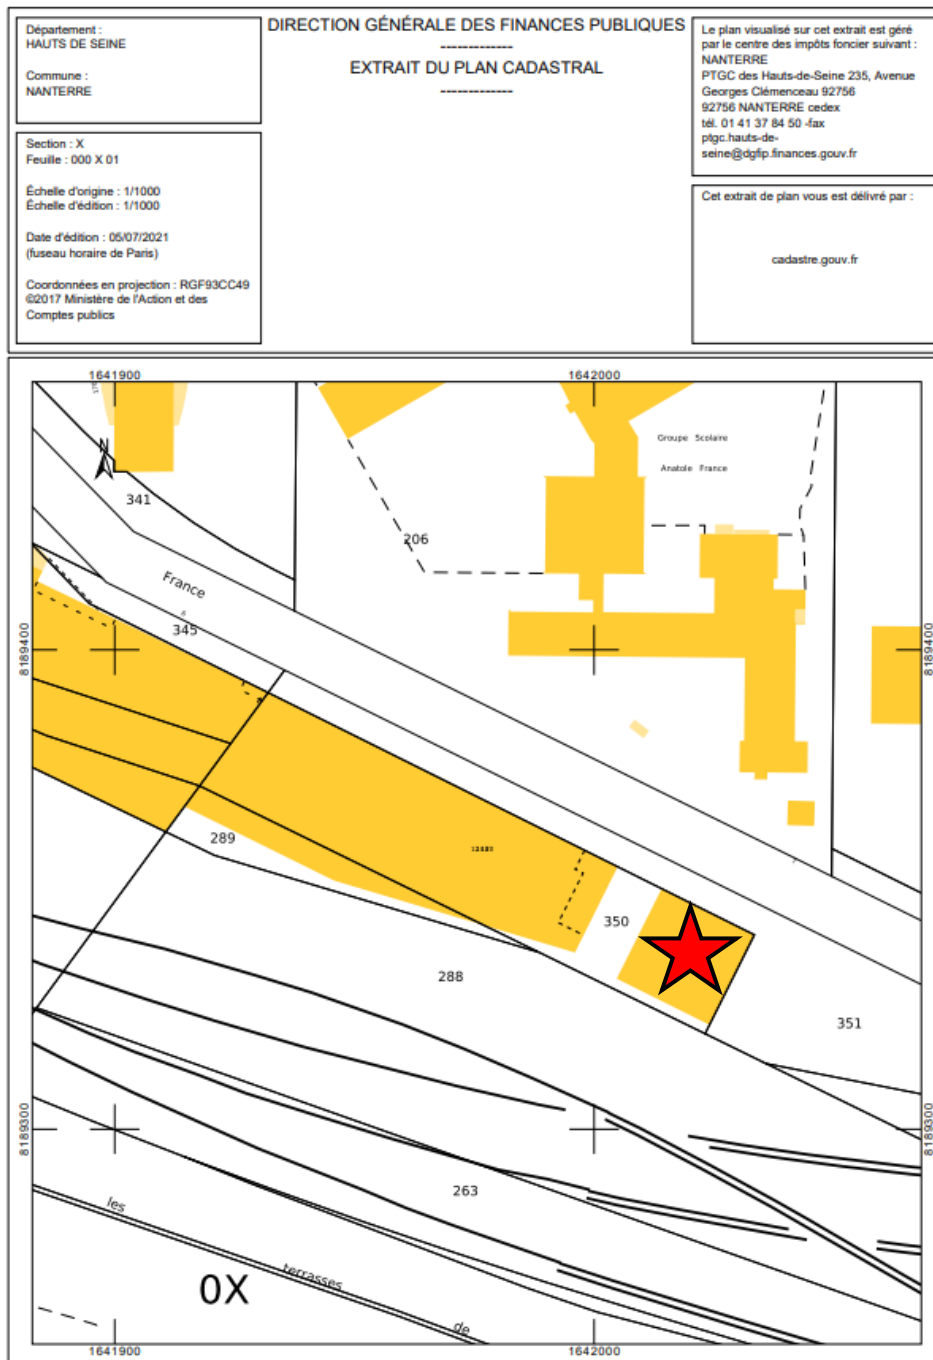 Département :
HAUTS DE SEINE
Commune :
NANTERRE
Section : X
Feuille : 000 X 01
Échelle d'origine : 1/1000
Échelle d'édition : 1/1000
Date d'édition : 05/07/2021
(fuseau horaire de Paris)
Coordonnées en projection : RGF93CC49
©2017 Ministère de l'Action et des
Comptes publics
DIRECTION GÉNÉRALE DES FINANCES PUBLIQUES
-------------
EXTRAIT DU PLAN CADASTRAL
-------------
Le plan visualisé sur cet extrait est géré
par le centre des impôts foncier suivant :
NANTERRE
PTGC des Hauts-de-Seine 235, Avenue
Georges Clémenceau 92756
92756 NANTERRE cedex
tél. 01 41 37 84 50 -fax
ptgc.hauts-de-
seine@dgfip.finances.gouv.fr
Cet extrait de plan vous est délivré par :
cadastre.gouv.fr
1641900
1642000
N
Groupe Scolaire
Anatole France
341
206
France
6
345
8189400
8189400
289
350
288
351
8189300
8189300
263
les
terrasses
de
0X
1641900
1642000